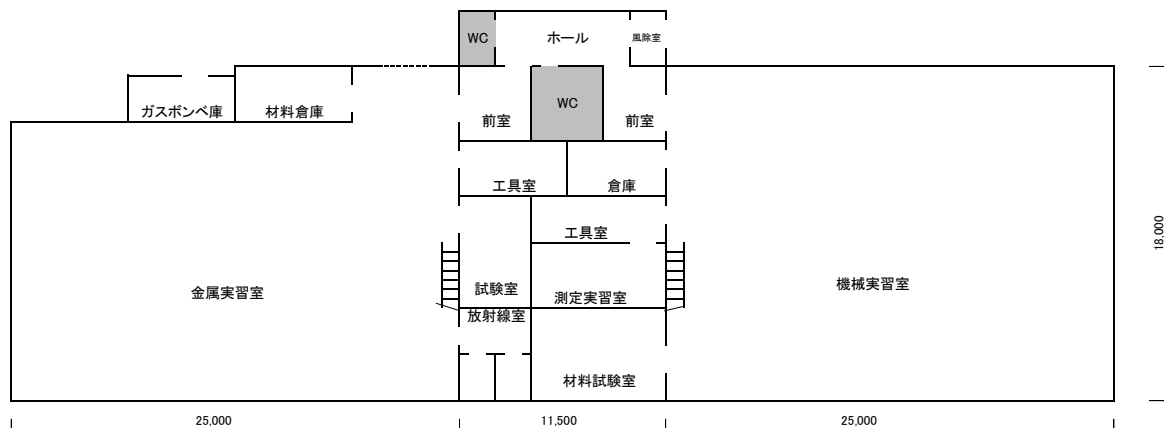 WC
ホール
風除室
WC
ガスボンベ庫
材料倉庫
前室
前室
工具室
倉庫
工具室
18,000
金属実習室
試験室
測定実習室
機械実習室
放射線室
材料試験室
25,000
11,500
25,000